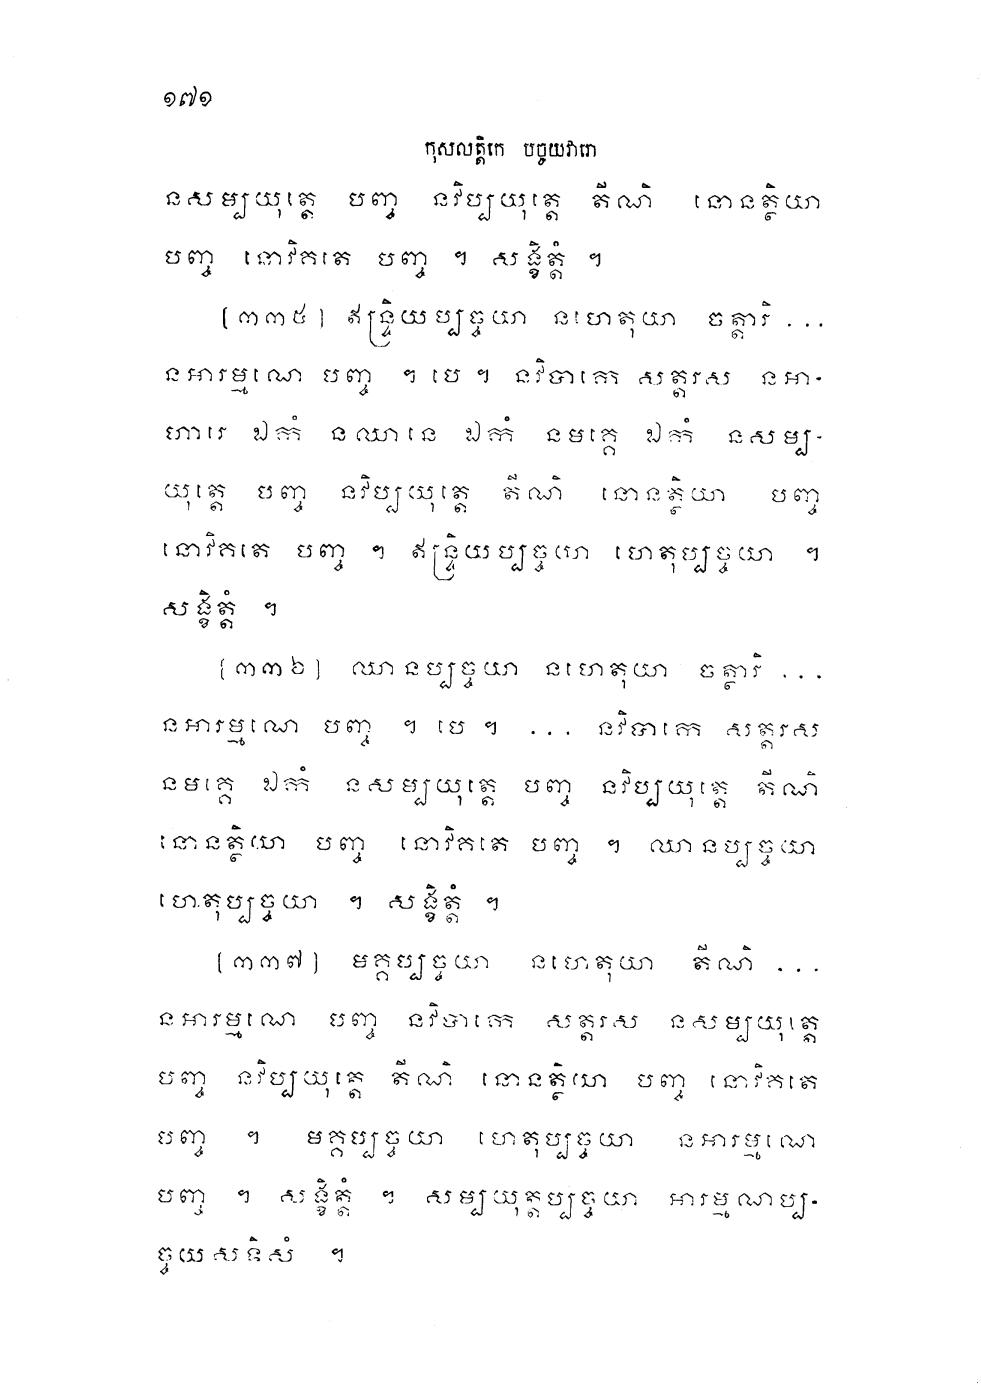 ១៧១
កុសលត្តិកេ បច្ចយវារោ
នសម្បយុត្តេ បញ្ច នវិប្បយុត្តេ តីណិ នោនត្ថិយា
បញ្ច នោវិគតេ បញ្ច ។ សង្ខិត្តំ ។
[៣៣៥] ឥន្ទ្រិយប្បច្ចយា នហេតុយា ចត្តារិ ...
នអារម្មណេ បញ្ច ។ បេ ។ នវិបាកេ សត្តរស នអា-
ហារេ ឯកំ នឈានេ ឯកំ នមគ្គេ ឯកំ នសម្ប-
យុត្តេ បញ្ច នវិប្បយុត្តេ តីណិ នោនត្ថិយា បញ្ច
នោវិគតេ បញ្ច ។ ឥន្ទ្រិយប្បច្ចយា ហេតុប្បច្ចយា ។
សង្ខិត្តំ ។
[៣៣៦] ឈានប្បច្ចយា នហេតុយា ចត្តារិ ...
នអារម្មណេ បញ្ច ។ បេ ។ ... នវិបាកេ សត្តរស
នមគ្គេ ឯកំ នសម្បយុត្តេ បញ្ច នវិប្បយុត្តេ តីណិ
នោនត្ថិយា បញ្ច នោវិគតេ បញ្ច ។ ឈានប្បច្ចយា
ហេតុប្បច្ចយា ។ សង្ខិត្តំ ។
[៣៣៧] មគ្គប្បច្ចយា នហេតុយា តីណិ ...
នអារម្មណេ បញ្ច នវិបាកេ សត្តរស នសម្បយុត្តេ
បញ្ច នវិប្បយុត្តេ តីណិ នោនត្ថិយា បញ្ច នោវិគតេ
បញ្ច ។ មគ្គប្បច្ចយា ហេតុប្បច្ចយា នអារម្មណេ
បញ្ច ។ សង្ខិត្តំ ។ សម្បយុត្តប្បច្ចយា អារម្មណប្ប-
ច្ចយសទិសំ ។